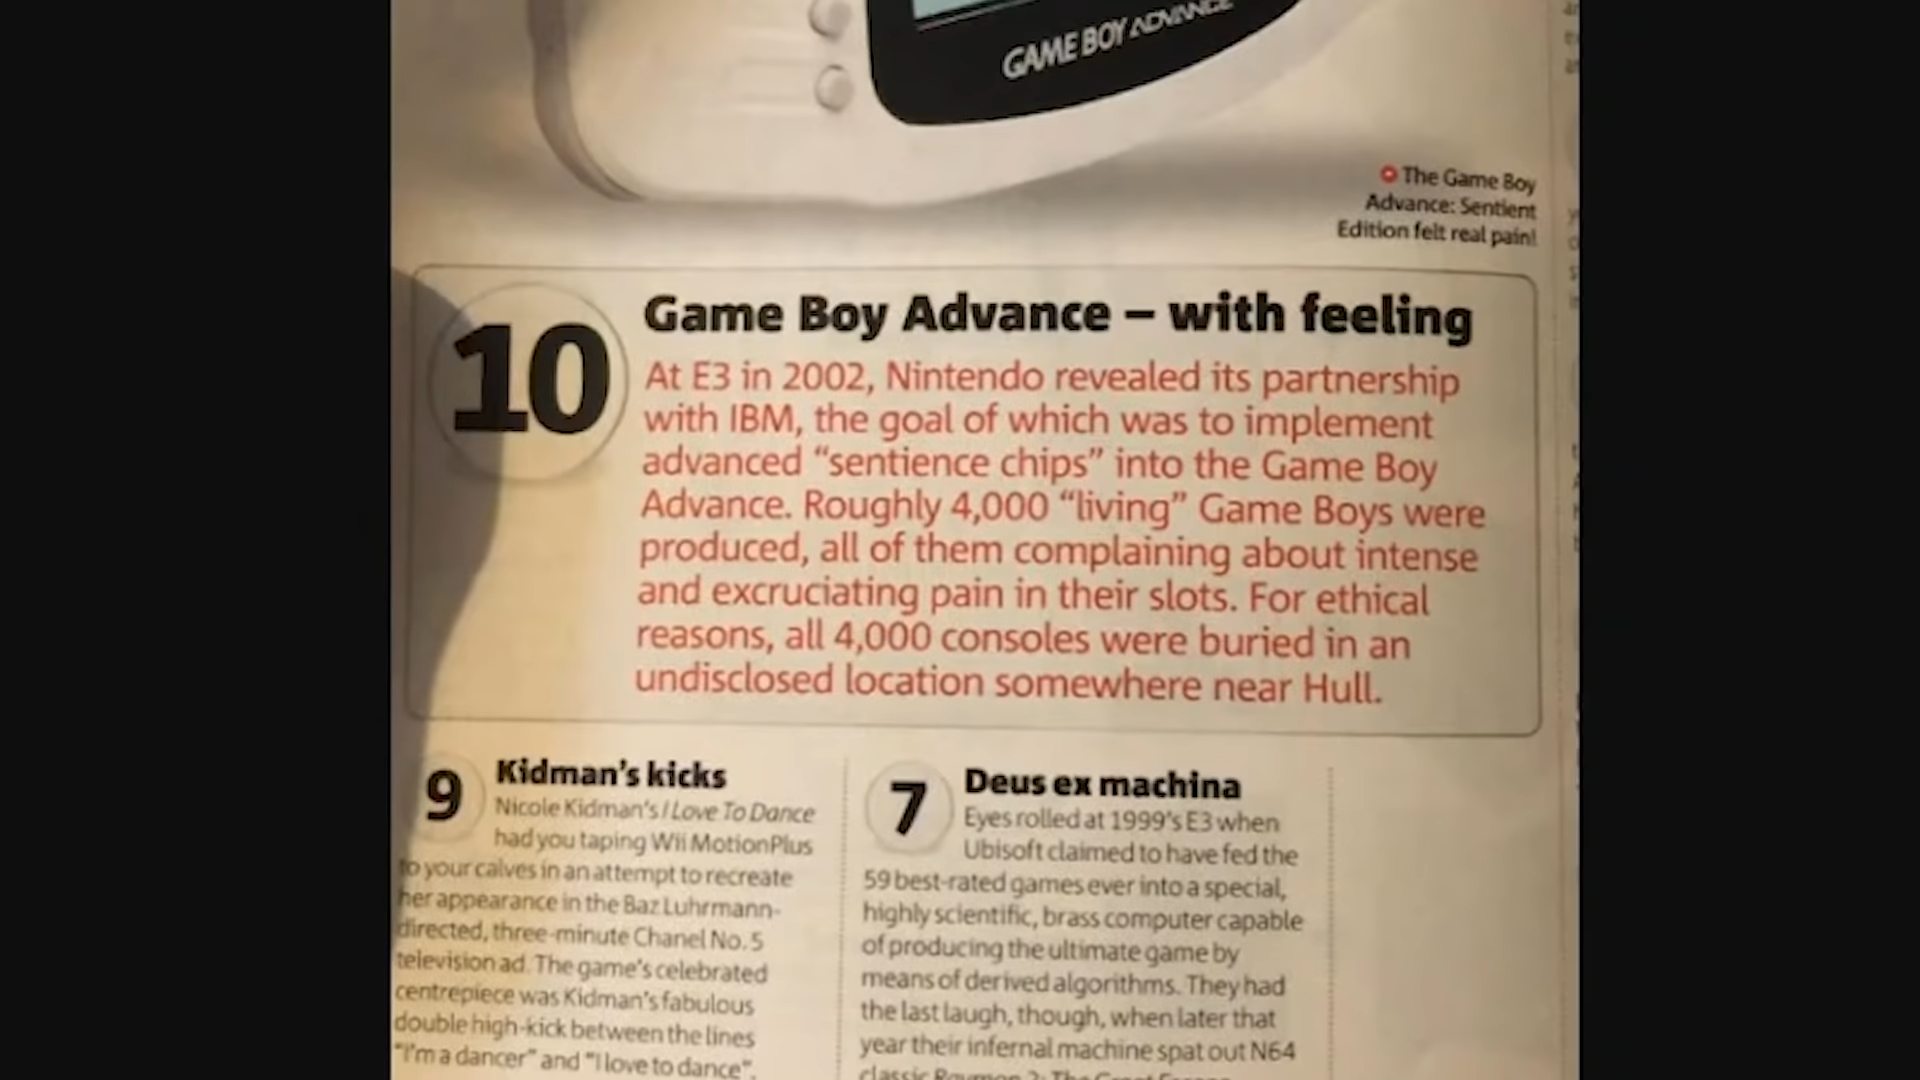 GAME BOY ADVANCE
The Game Boy
Advance: Sentient
Edition felt real pain!
10
Game Boy Advance – with feeling
At E3 in 2002, Nintendo revealed its partnership
with IBM, the goal of which was to implement
advanced “sentience chips” into the Game Boy
Advance. Roughly 4,000 “living” Game Boys were
produced, all of them complaining about intense
and excruciating pain in their slots. For ethical
reasons, all 4,000 consoles were buried in an
undisclosed location somewhere near Hull.
9
Kidman’s kicks
Nicole Kidman’s I Love To Dance
had you taping Wii MotionPlus
to your calves in an attempt to recreate
her appearance in the Baz Luhrmann-
directed, three-minute Chanel No. 5
television ad. The game’s celebrated
centrepiece was Kidman’s fabulous
double high-kick between the lines
“I’m a dancer” and “I love to dance”.
7
Deus ex machina
Eyes rolled at 1999’s E3 when
Ubisoft claimed to have fed the
59 best-rated games ever into a special,
highly scientific, brass computer capable
of producing the ultimate game by
means of derived algorithms. They had
the last laugh, though, when later that
year their infernal machine spat out N64
classic Rayman 2: The Great Escape